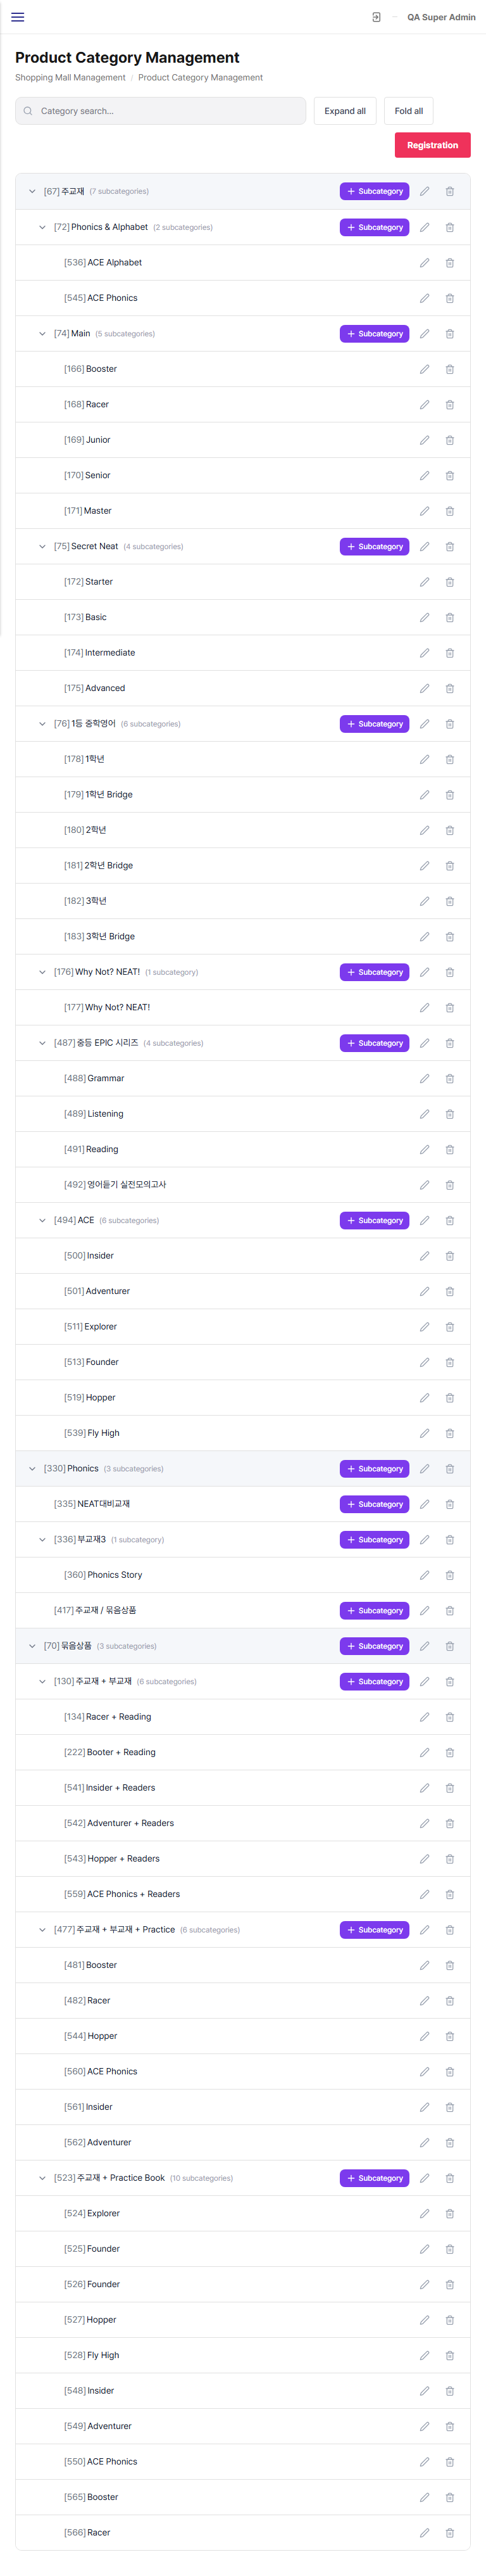 QA Super Admin
Product Category Management
Shopping Mall Management / Product Category Management
Category search...
Expand all
Fold all
Registration
[67] 주교재 (7 subcategories) + Subcategory
[72] Phonics & Alphabet (2 subcategories) + Subcategory
[536] ACE Alphabet
[545] ACE Phonics
[74] Main (5 subcategories) + Subcategory
[166] Booster
[168] Racer
[169] Junior
[170] Senior
[171] Master
[75] Secret Neat (4 subcategories) + Subcategory
[172] Starter
[173] Basic
[174] Intermediate
[175] Advanced
[76] 1등 중학영어 (6 subcategories) + Subcategory
[178] 1학년
[179] 1학년 Bridge
[180] 2학년
[181] 2학년 Bridge
[182] 3학년
[183] 3학년 Bridge
[176] Why Not? NEAT! (1 subcategory) + Subcategory
[177] Why Not? NEAT!
[487] 중등 EPIC 시리즈 (4 subcategories) + Subcategory
[488] Grammar
[489] Listening
[491] Reading
[492] 영어듣기 실전모의고사
[494] ACE (6 subcategories) + Subcategory
[500] Insider
[501] Adventurer
[511] Explorer
[513] Founder
[519] Hopper
[539] Fly High
[330] Phonics (3 subcategories) + Subcategory
[335] NEAT대비교재 + Subcategory
[336] 부교재3 (1 subcategory) + Subcategory
[360] Phonics Story
[417] 주교재 / 묶음상품 + Subcategory
[70] 묶음상품 (3 subcategories) + Subcategory
[130] 주교재 + 부교재 (6 subcategories) + Subcategory
[134] Racer + Reading
[222] Booter + Reading
[541] Insider + Readers
[542] Adventurer + Readers
[543] Hopper + Readers
[559] ACE Phonics + Readers
[477] 주교재 + 부교재 + Practice (6 subcategories) + Subcategory
[481] Booster
[482] Racer
[544] Hopper
[560] ACE Phonics
[561] Insider
[562] Adventurer
[523] 주교재 + Practice Book (10 subcategories) + Subcategory
[524] Explorer
[525] Founder
[526] Founder
[527] Hopper
[528] Fly High
[548] Insider
[549] Adventurer
[550] ACE Phonics
[565] Booster
[566] Racer